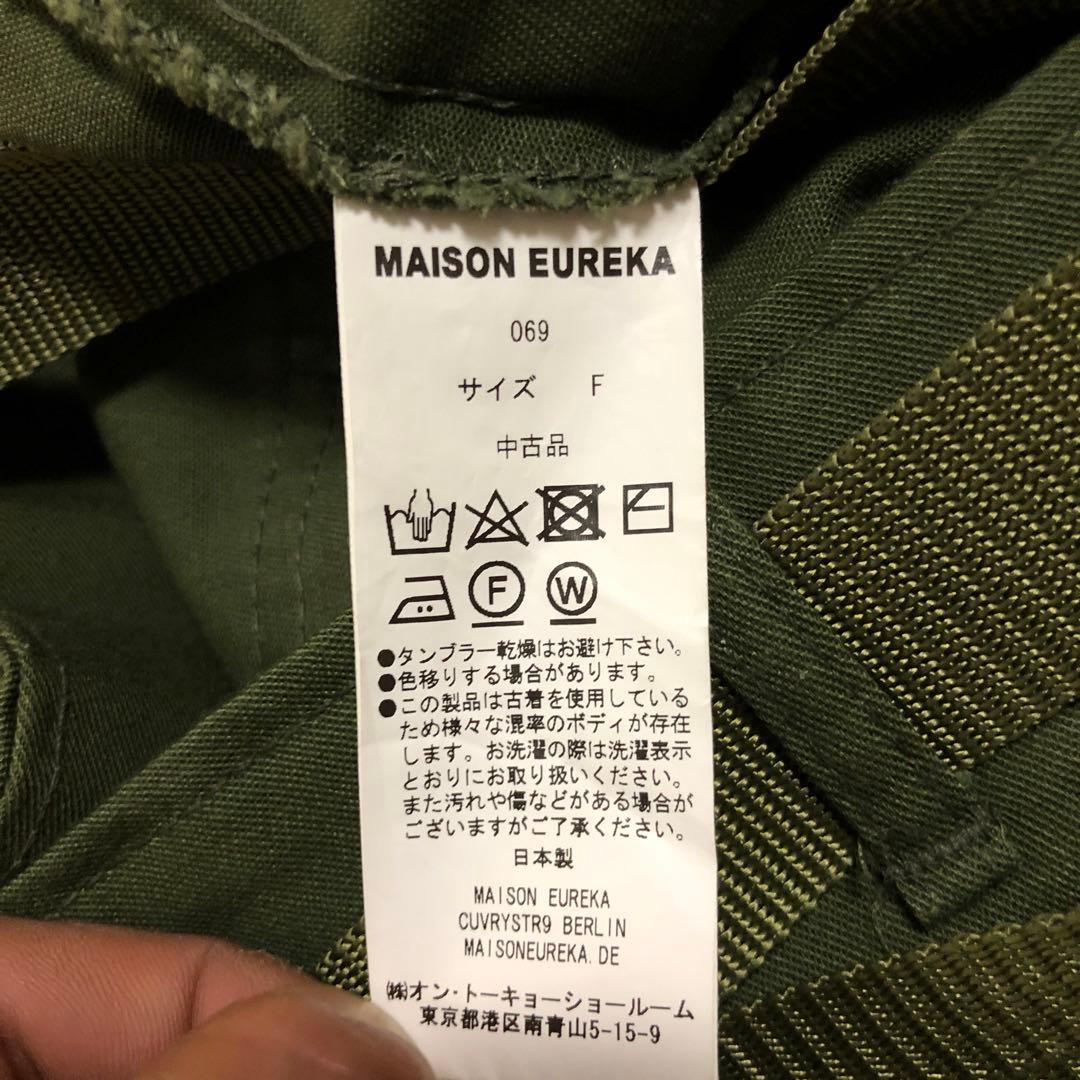 MAISON EUREKA
069
サイズ F
中古品
F W
●タンブラー乾燥はお避け下さい。
●色移りする場合があります。
●この製品は古着を使用している
ため様々な混率のボディが存在
します。お洗濯の際は洗濯表示
とおりにお取り扱いください。
また汚れや傷などがある場合が
ございますがご了承ください。
日本製
MAISON EUREKA
CUVRYSTR9 BERLIN
MAISONEUREKA.DE
㈱オン・トーキョーショールーム
東京都港区南青山5-15-9